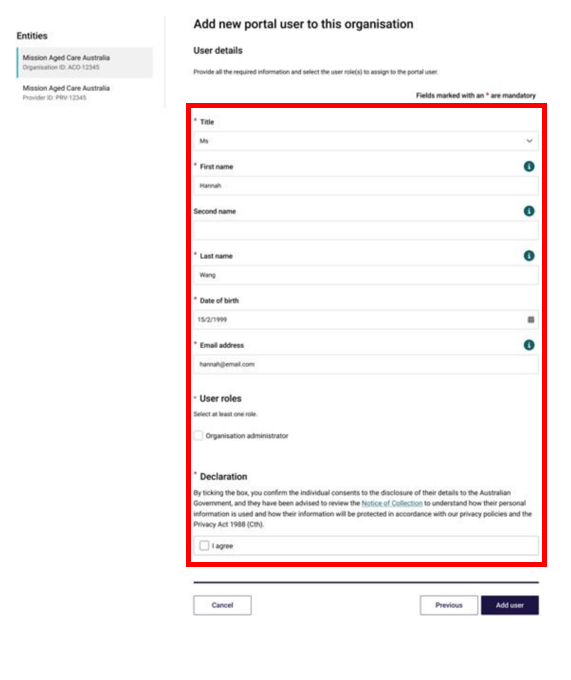 Entities
Mission Aged Care Australia
Organisation ID: ACO-12345
Mission Aged Care Australia
Provider ID: PRV-12345
Add new portal user to this organisation
User details
Provide all the required information and select the user role(s) to assign to the portal user.
Fields marked with an * are mandatory
* Title
Ms
* First name
Hannah
Second name
* Last name
Wang
* Date of birth
15/2/1999
* Email address
hannah@email.com
* User roles
Select at least one role.
Organisation administrator
* Declaration
By ticking the box, you confirm the individual consents to the disclosure of their details to the Australian
Government, and they have been advised to review the Notice of Collection to understand how their personal
information is used and how their information will be protected in accordance with our privacy policies and the
Privacy Act 1988 (Cth).
I agree
Cancel
Previous
Add user